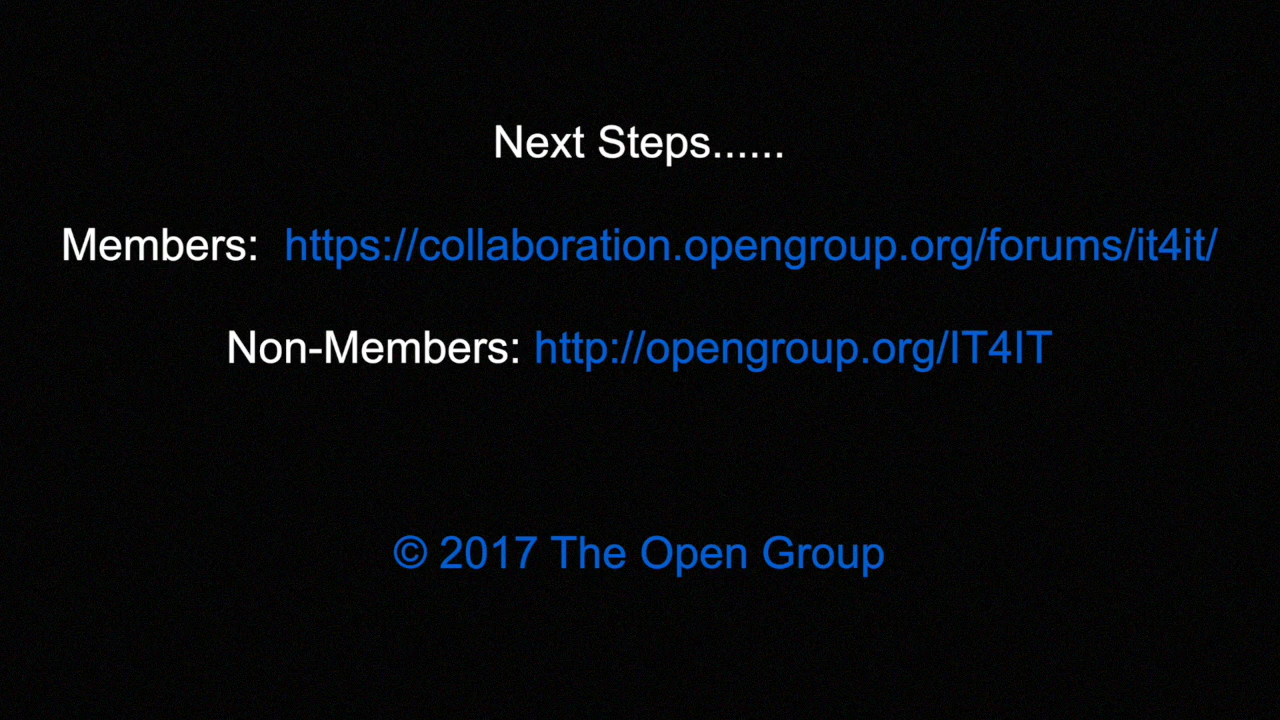 Next Steps......
Members: https://collaboration.opengroup.org/forums/it4it/
Non-Members: http://opengroup.org/IT4IT
© 2017 The Open Group